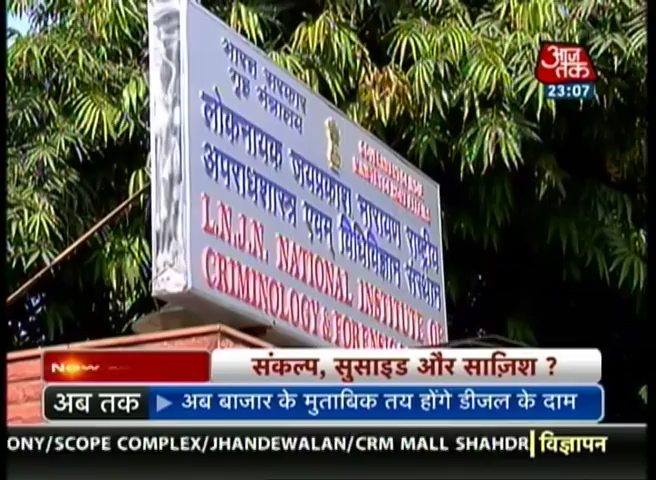 आज तक
23:07
भारत सरकार
गृह मंत्रालय
लोकनायक जयप्रकाश नारायण राष्ट्रीय
अपराधशास्त्र एवम् विधिविज्ञान संस्थान
L.N.J.N. NATIONAL INSTITUTE OF
CRIMINOLOGY &
NOW
संकल्प, सुसाइड और साज़िश ?
अब तक
अब बाजार के मुताबिक तय होंगे डीजल के दाम
ONY/SCOPE COMPLEX/JHANDEWALAN/CRM MALL SHAHDR
विज्ञापन